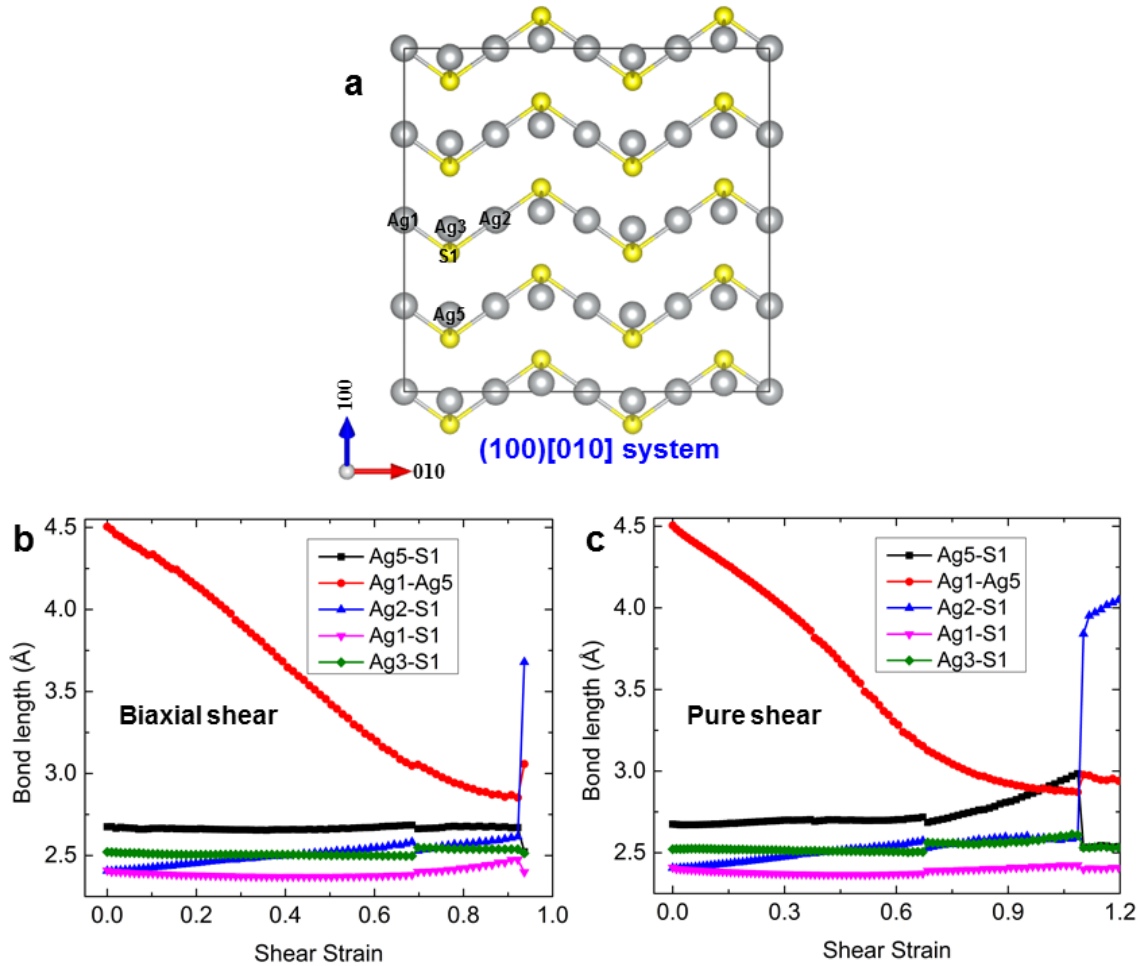 a
Ag1
Ag3
Ag2
S1
Ag5
100
010
(100)[010] system
b
4.5
4.0
3.5
3.0
2.5
Bond length (Å)
Ag5-S1
Ag1-Ag5
Ag2-S1
Ag1-S1
Ag3-S1
Biaxial shear
0.0 0.2 0.4 0.6 0.8 1.0
Shear Strain
c
4.5
4.0
3.5
3.0
2.5
Bond length (Å)
Ag5-S1
Ag1-Ag5
Ag2-S1
Ag1-S1
Ag3-S1
Pure shear
0.0 0.3 0.6 0.9 1.2
Shear Strain